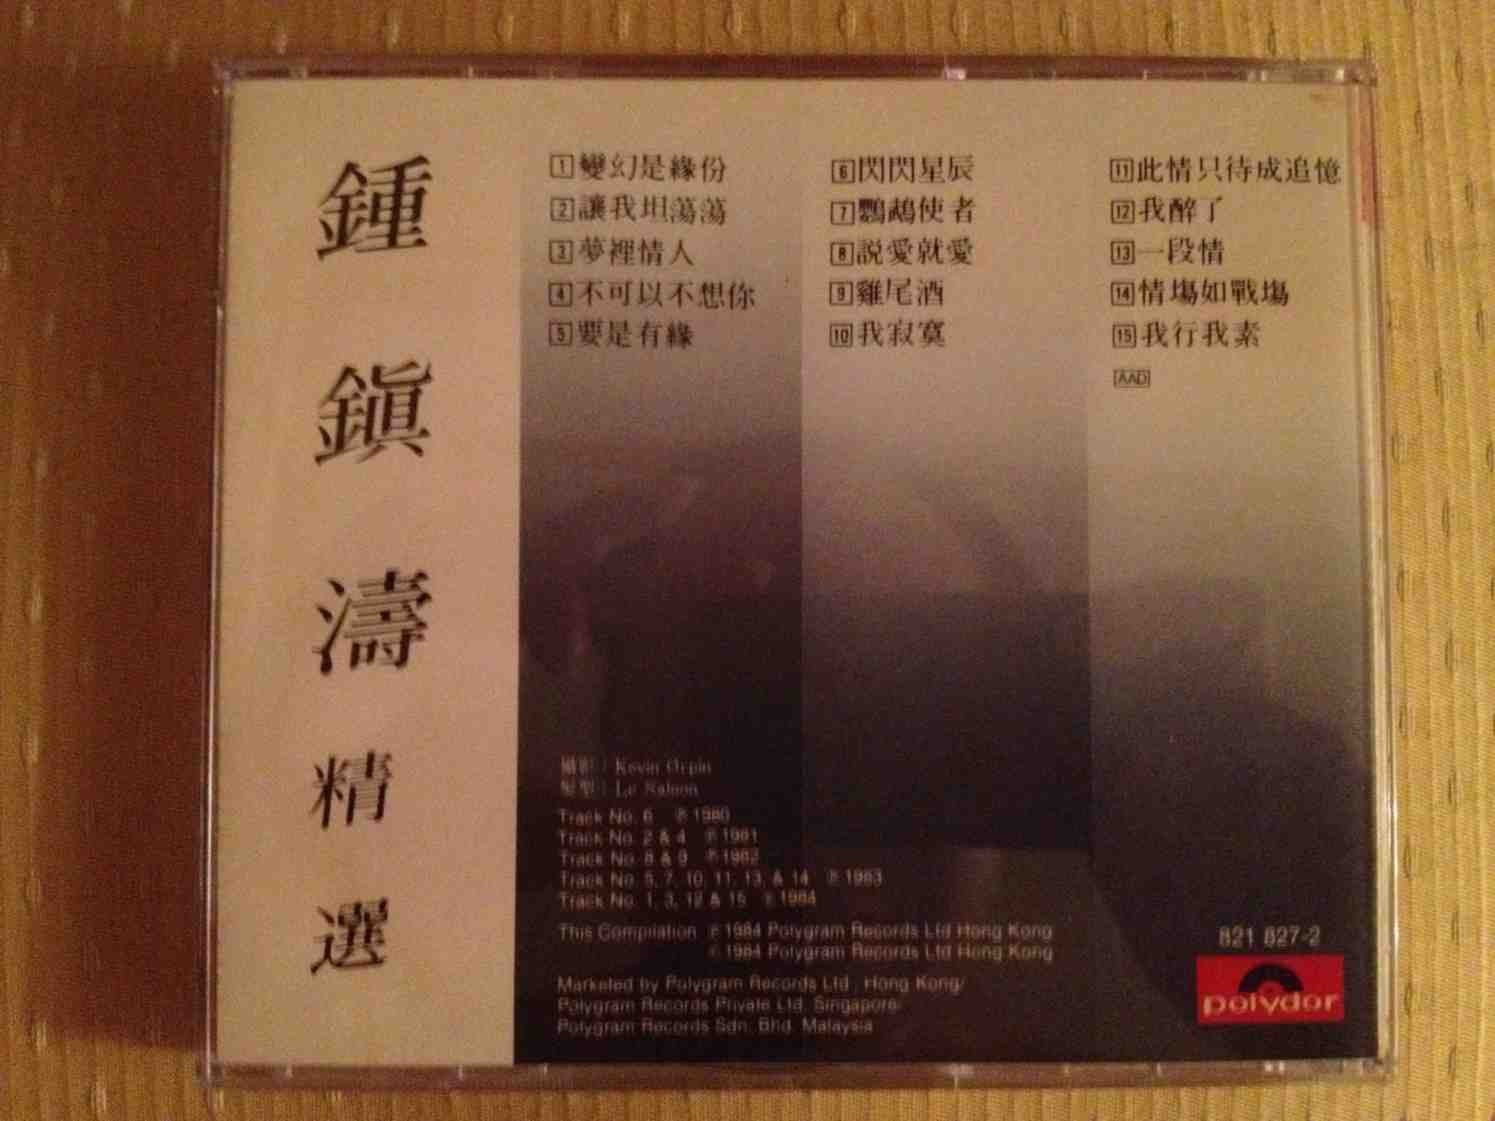 鍾鎮濤精選
1 變幻是緣份
2 讓我坦蕩蕩
3 夢裡情人
4 不可以不想你
5 要是有緣
6 閃閃星辰
7 鸚鵡使者
8 説愛就愛
9 雞尾酒
10 我寂寞
11 此情只待成追憶
12 我醉了
13 一段情
14 情場如戰場
15 我行我素
AAD
攝影：Kevin Orpin
髮型：Le Salon
Track No. 6 ℗ 1980
Track No. 2 & 4 ℗ 1981
Track No. 8 & 9 ℗ 1982
Track No. 5, 7, 10, 11, 13, & 14 ℗ 1983
Track No. 1, 3, 12 & 15 ℗ 1984
This Compilation ℗ 1984 Polygram Records Ltd Hong Kong
© 1984 Polygram Records Ltd Hong Kong
Marketed by Polygram Records Ltd., Hong Kong/
Polygram Records Private Ltd. Singapore/
Polygram Records Sdn. Bhd. Malaysia
821 827-2
polydor